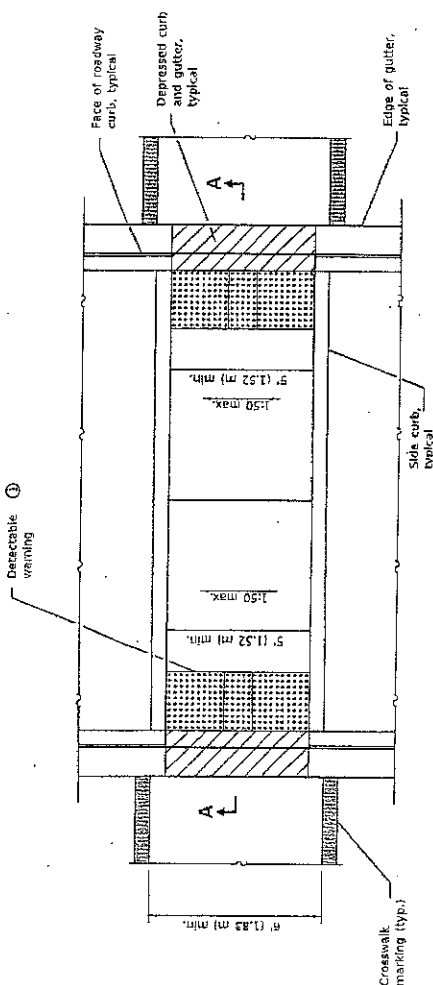 Face of roadway
curb, typical
Depressed curb
and gutter,
typical
Edge of gutter,
typical
A
Detectable ①
warning
5' (1.52 m) min.
1:50 max.
1:50 max.
5' (1.52 m) min.
Side curb,
typical
A
6' (1.83 m) min.
Crosswalk
marking (typ.)